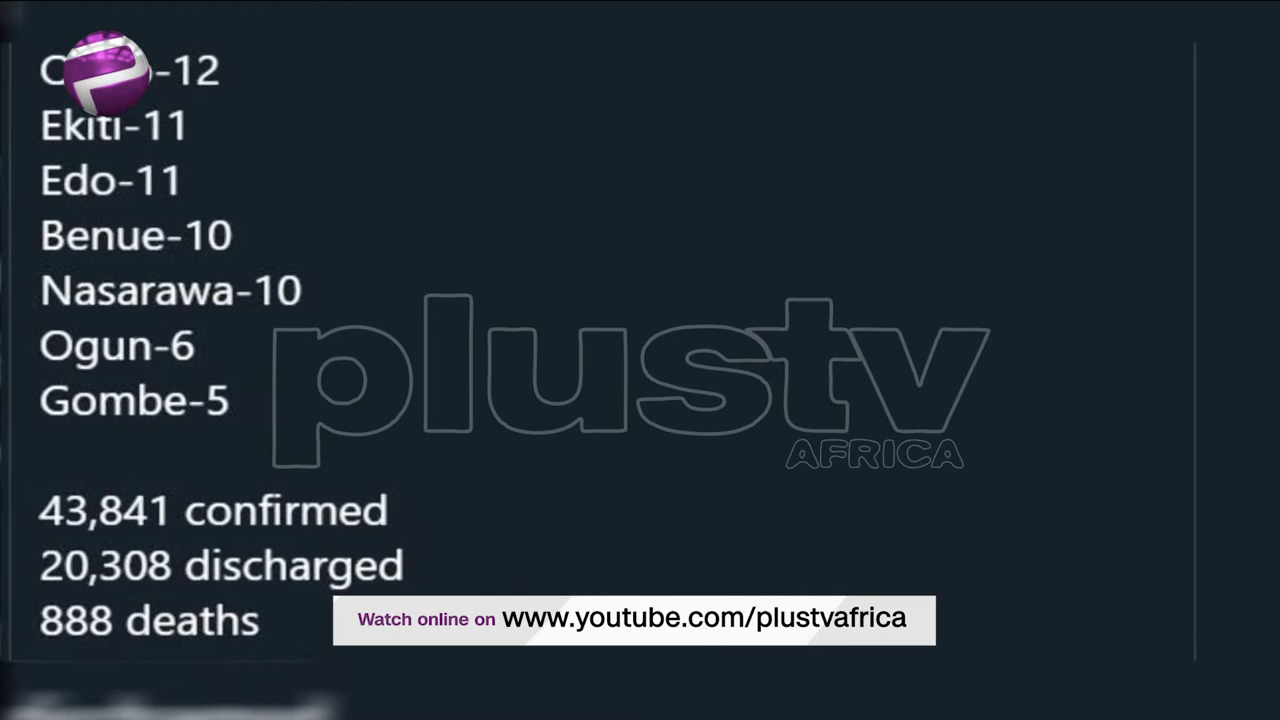 Ekiti-11
Edo-11
Benue-10
Nasarawa-10
Ogun-6
Gombe-5
plustv
AFRICA
43,841 confirmed
20,308 discharged
888 deaths
Watch online on www.youtube.com/plustvafrica